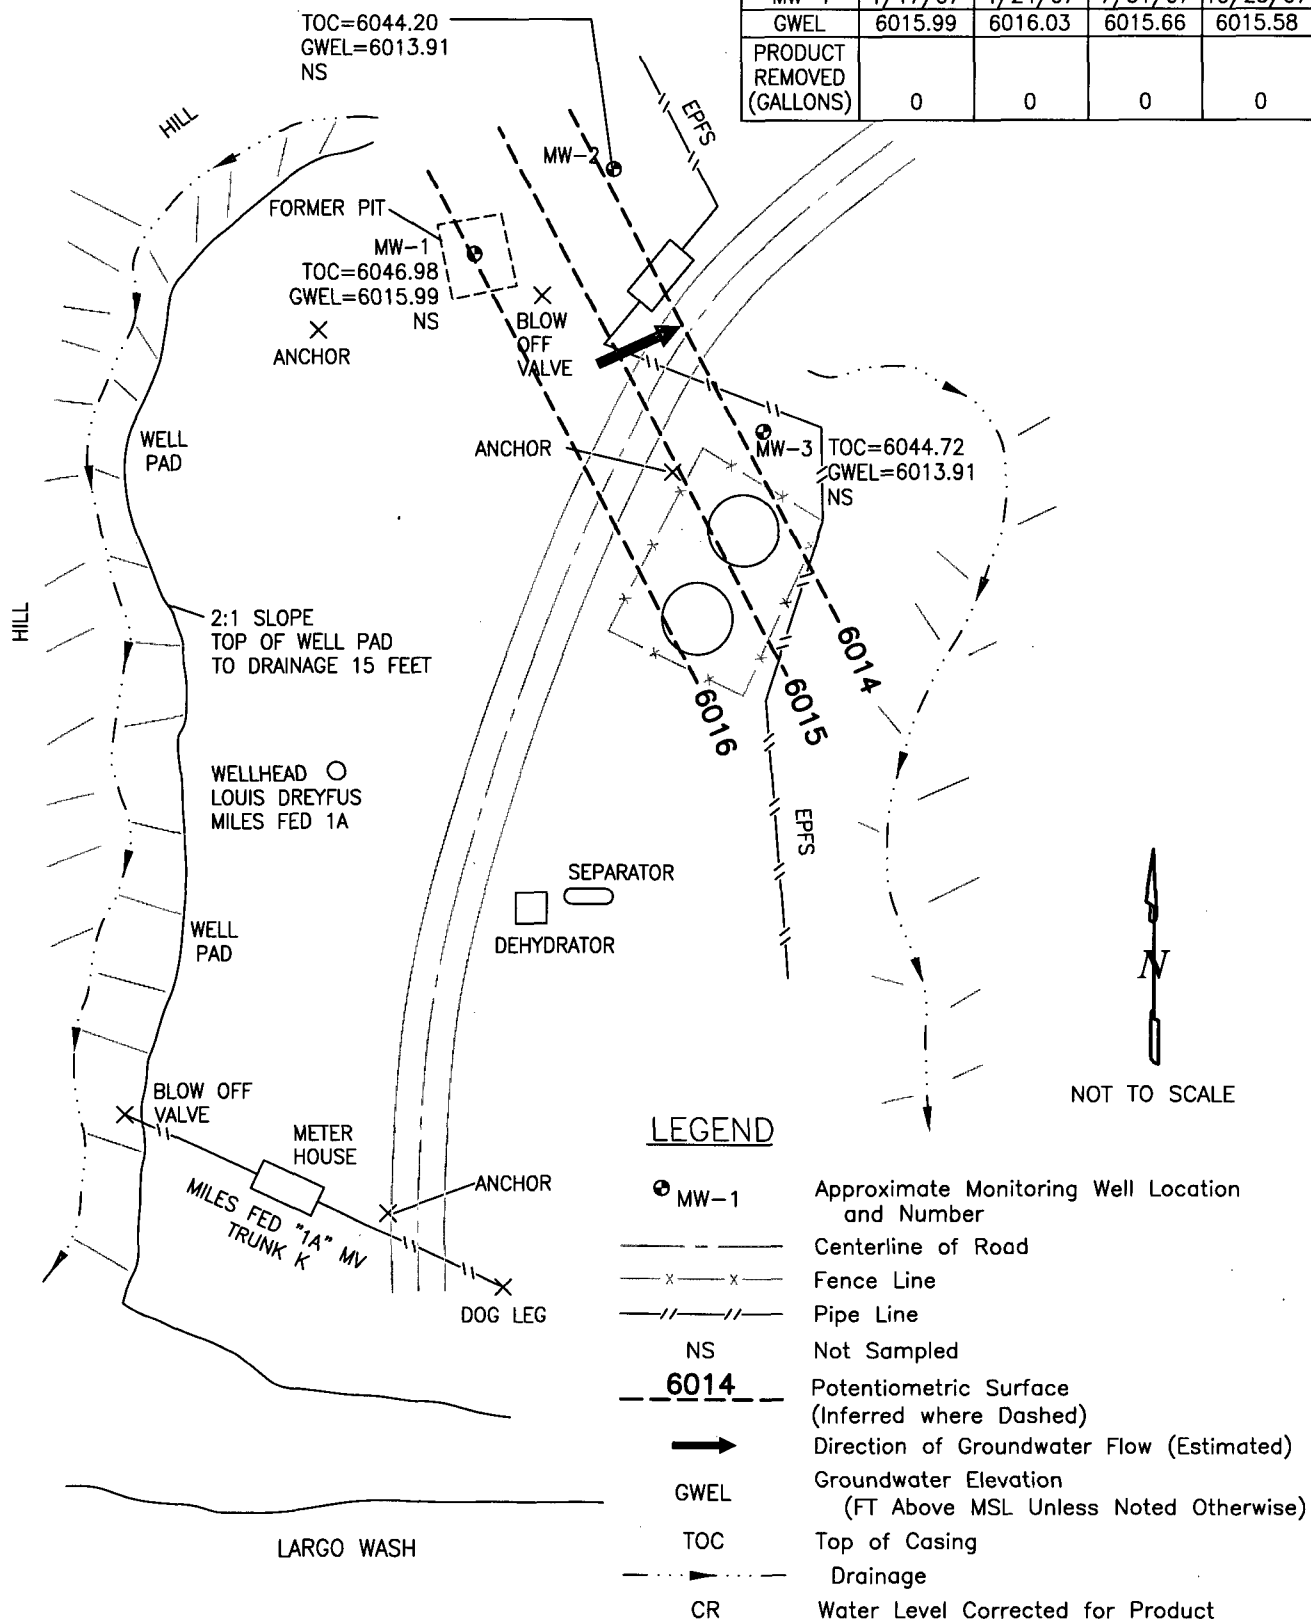 TOC=6044.20
GWEL=6013.91
NS
GWEL 6015.99 6016.03 6015.66 6015.58
PRODUCT
REMOVED
(GALLONS) 0 0 0 0
HILL
EPFS
MW-2
FORMER PIT
MW-1
TOC=6046.98
GWEL=6015.99
NS
BLOW
OFF
VALVE
ANCHOR
WELL
PAD
ANCHOR
MW-3
TOC=6044.72
GWEL=6013.91
NS
HILL
2:1 SLOPE
TOP OF WELL PAD
TO DRAINAGE 15 FEET
6014
6015
6016
WELLHEAD
LOUIS DREYFUS
MILES FED 1A
EPFS
SEPARATOR
DEHYDRATOR
WELL
PAD
N
NOT TO SCALE
BLOW OFF
VALVE
METER
HOUSE
ANCHOR
MILES FED "1A" MV
TRUNK K
DOG LEG
LARGO WASH
LEGEND
MW-1 Approximate Monitoring Well Location
and Number
Centerline of Road
Fence Line
Pipe Line
NS Not Sampled
6014 Potentiometric Surface
(Inferred where Dashed)
Direction of Groundwater Flow (Estimated)
GWEL Groundwater Elevation
(FT Above MSL Unless Noted Otherwise)
TOC Top of Casing
Drainage
CR Water Level Corrected for Product